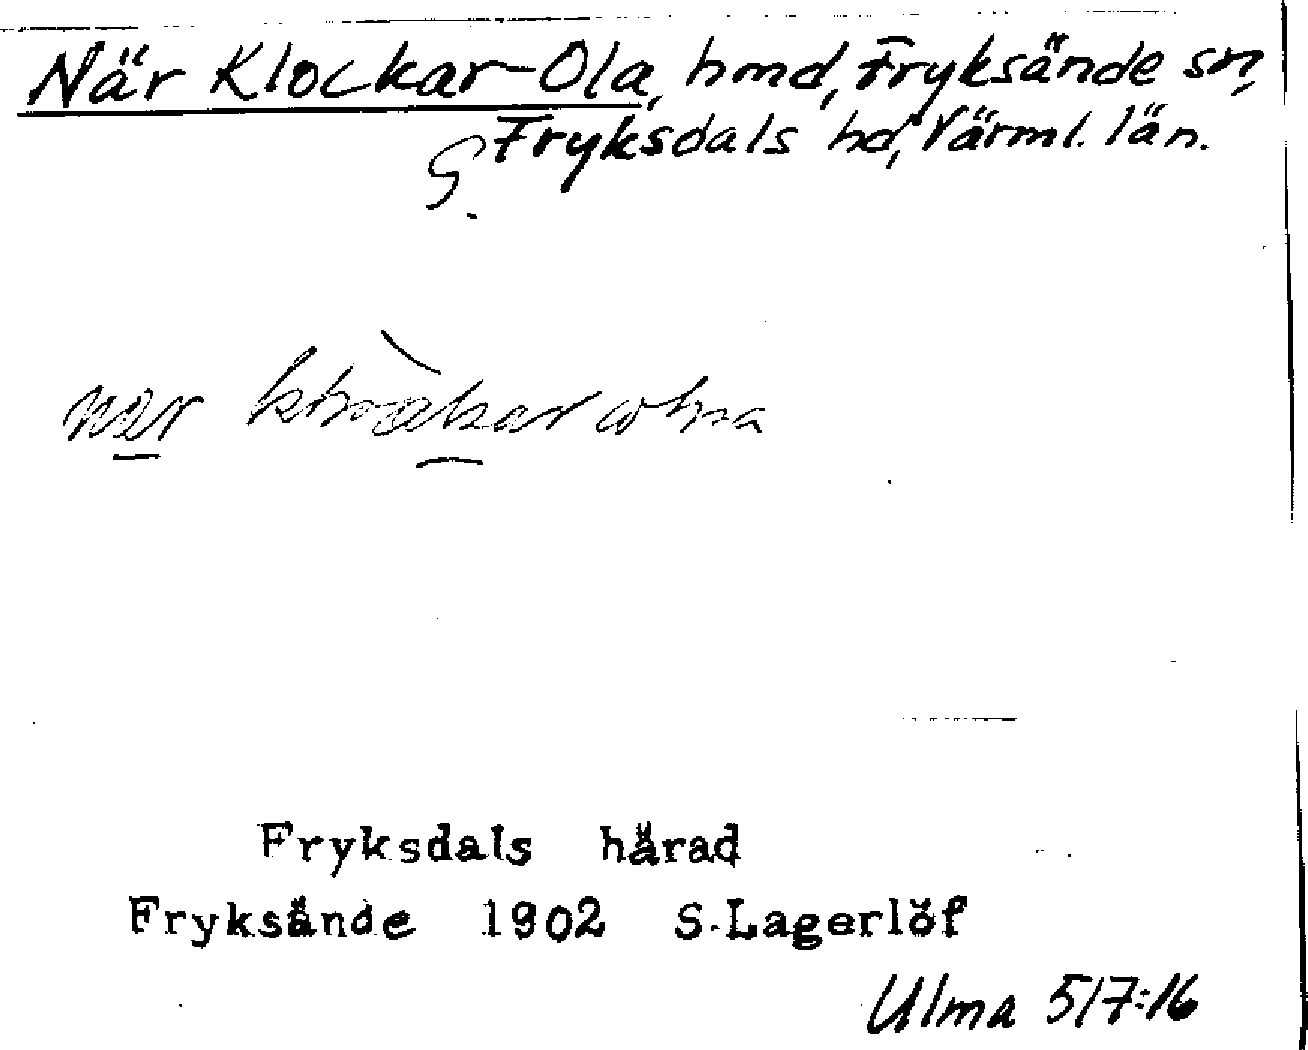 När Klockar-Ola, hmd, Fryksände sn,
Fryksdals hd, Värml. län.
Fryksdals härad
Fryksände 1902 S.Lagerlöf
Ulma 517:16